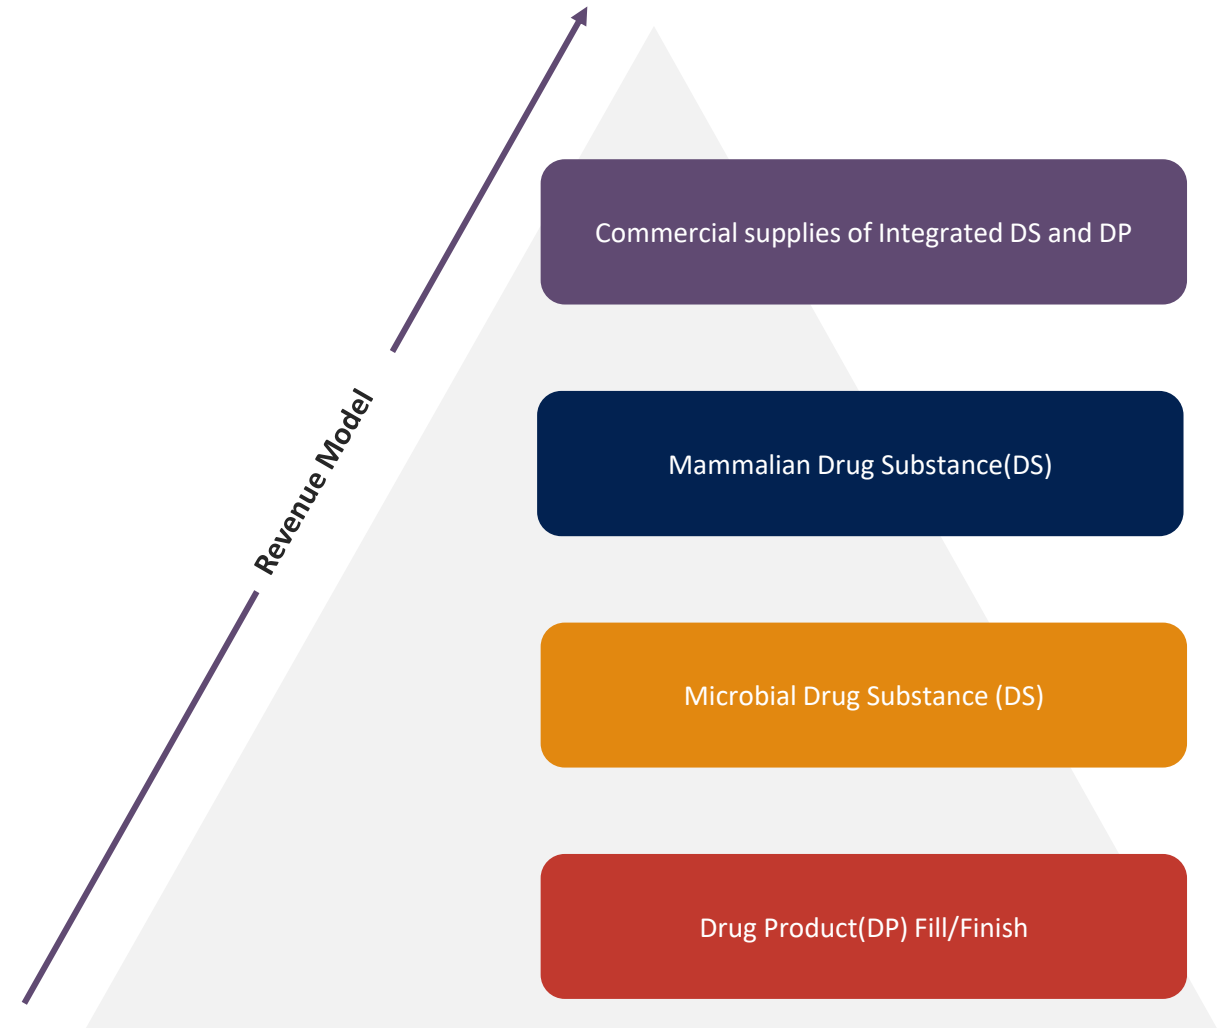 Commercial supplies of Integrated DS and DP
Revenue Model
Mammalian Drug Substance(DS)
Microbial Drug Substance (DS)
Drug Product(DP) Fill/Finish